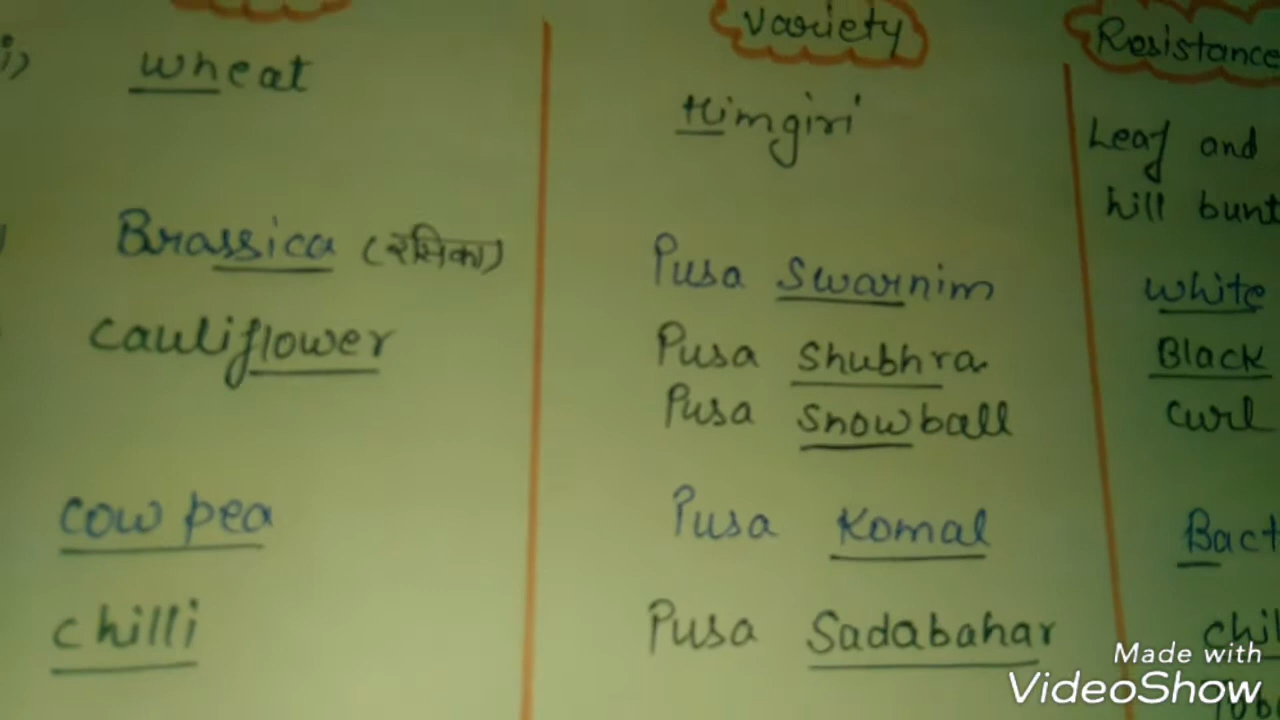 Variety
Resistance
i) wheat Himgiri Leaf and
hill bunt
Brassica (रेसिका) Pusa Swarnim white
Cauliflower Pusa Shubhra Black
Pusa Snowball Curl
Cow pea Pusa Komal Bact
Chilli Pusa Sadabahar chil
Made with
VideoShow